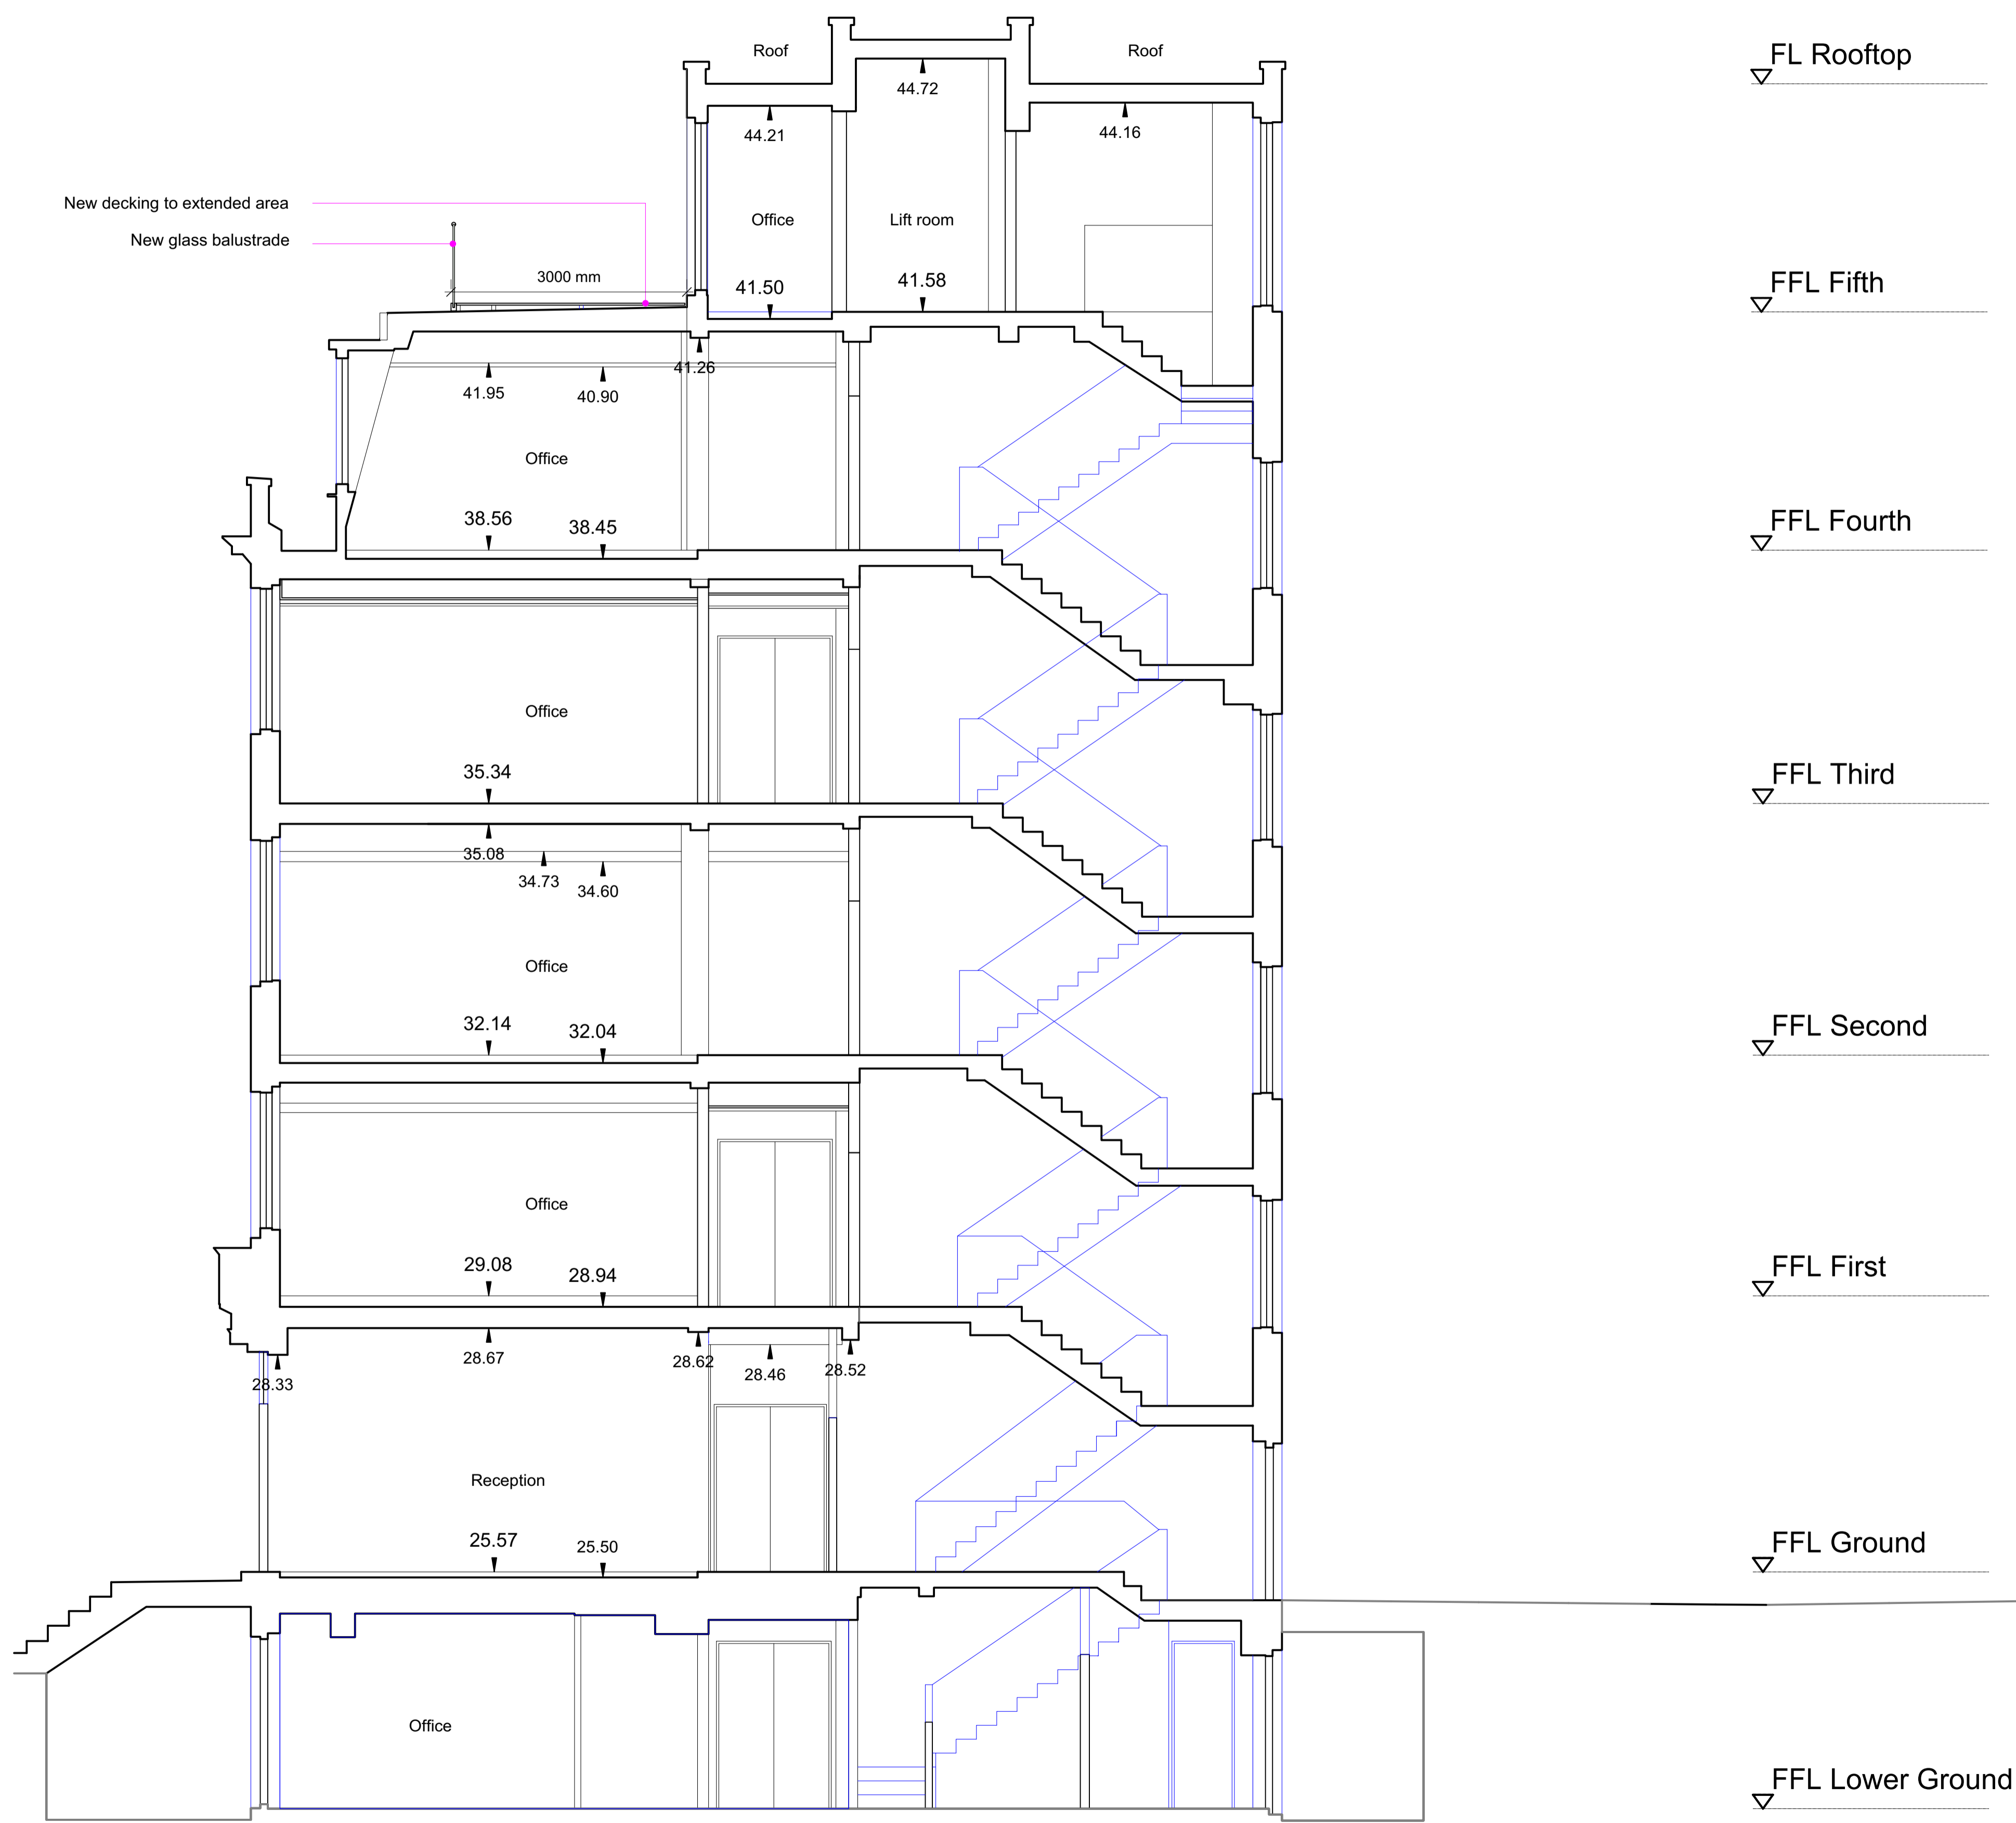 Roof
Roof
FL Rooftop
44.72
44.21
44.16
New decking to extended area
New glass balustrade
Office
Lift room
3000 mm
41.50
41.58
FFL Fifth
41.26
41.95
40.90
Office
38.56
38.45
FFL Fourth
Office
35.34
FFL Third
35.08
34.73
34.60
Office
32.14
32.04
FFL Second
Office
29.08
28.94
FFL First
28.67
28.62
28.46
28.52
28.33
Reception
25.57
25.50
FFL Ground
Office
FFL Lower Ground